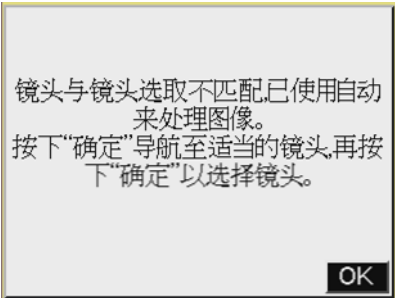 镜头与镜头选取不匹配,已使用自动
来处理图像。
按下“确定”导航至适当的镜头,再按
下“确定”以选择镜头。
OK